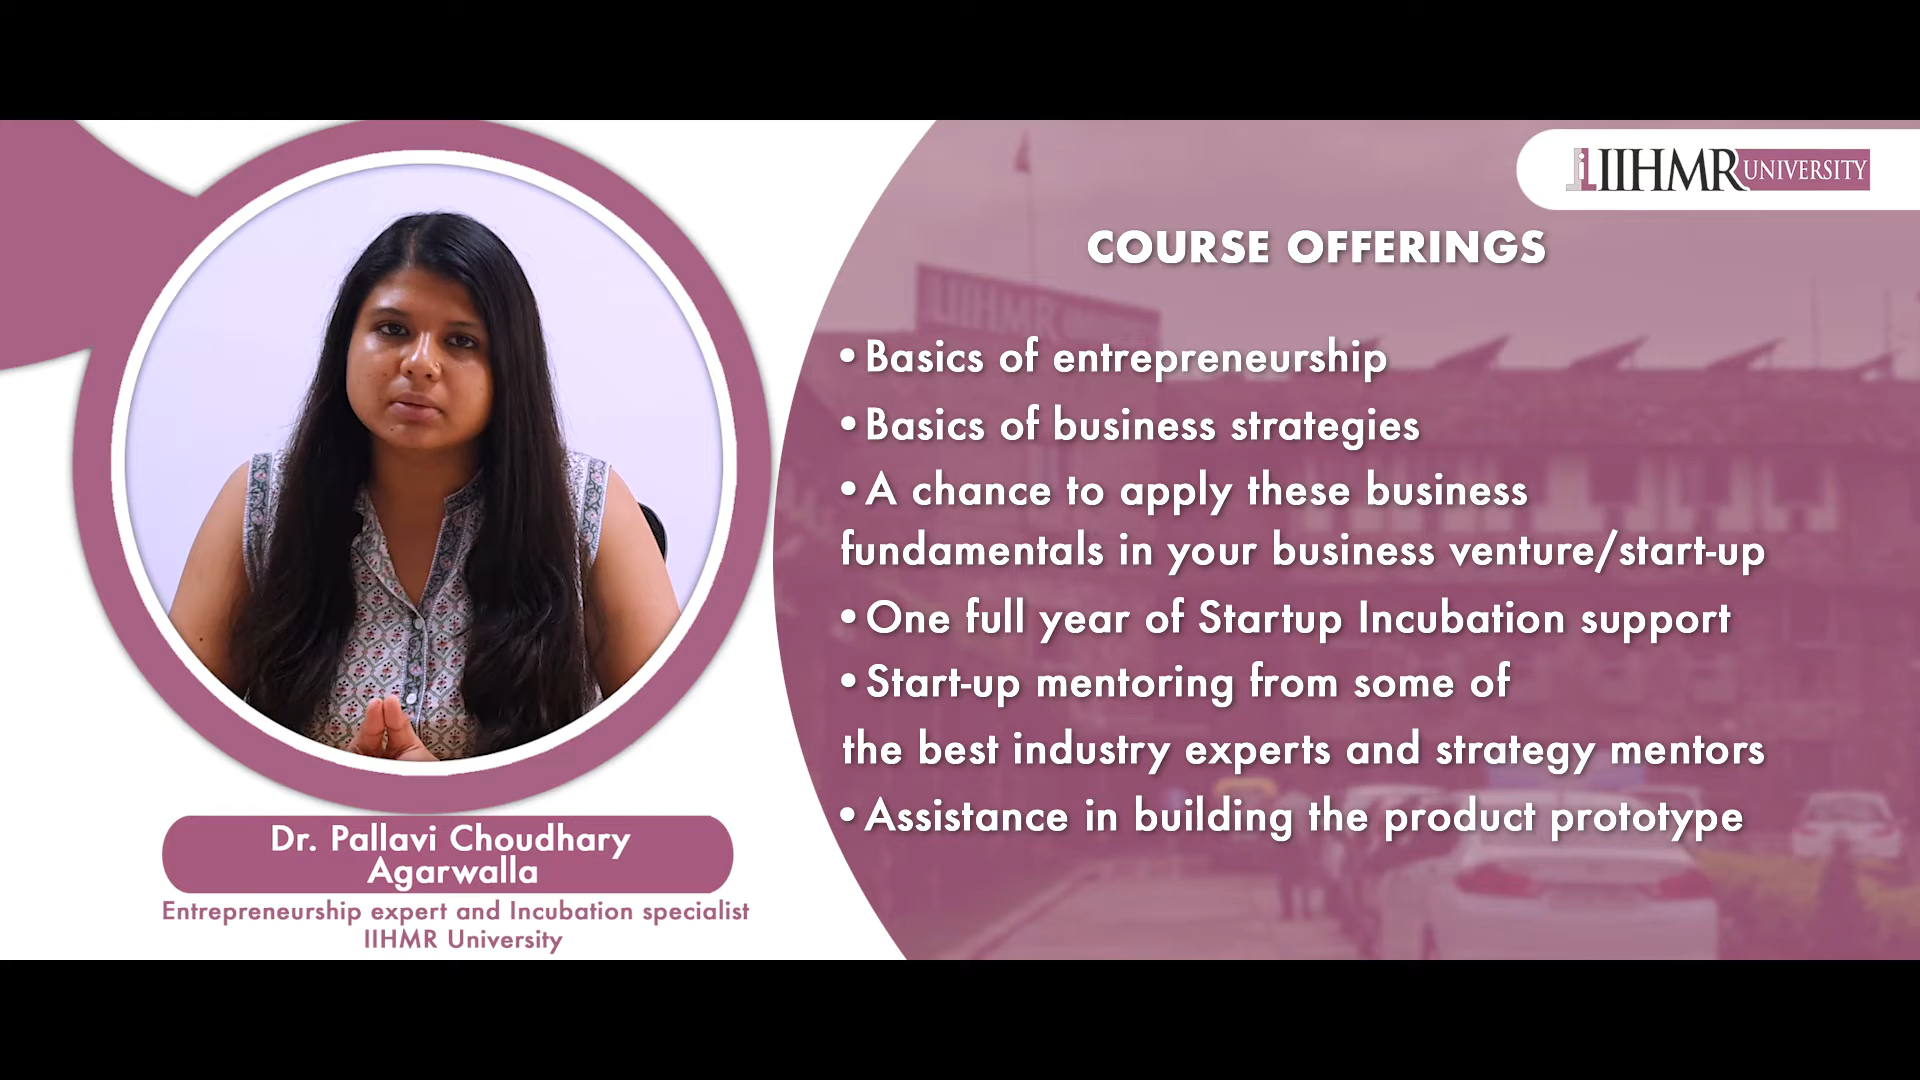 IIHMR UNIVERSITY
COURSE OFFERINGS
•Basics of entrepreneurship
•Basics of business strategies
•A chance to apply these business
fundamentals in your business venture/start-up
•One full year of Startup Incubation support
•Start-up mentoring from some of
the best industry experts and strategy mentors
•Assistance in building the product prototype
Dr. Pallavi Choudhary
Agarwalla
Entrepreneurship expert and Incubation specialist
IIHMR University
IIHMR